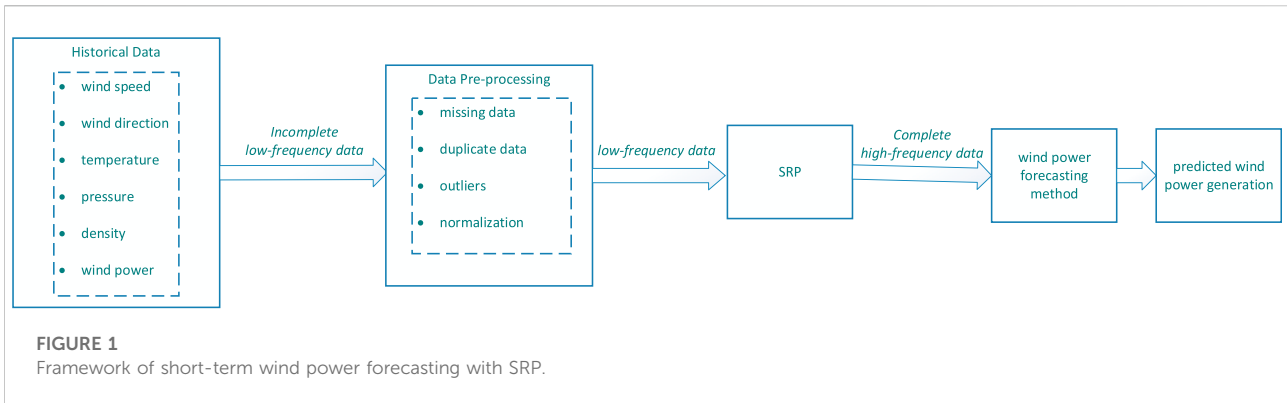 Historical Data
• wind speed
• wind direction
• temperature
• pressure
• density
• wind power
Incomplete
low-frequency data
Data Pre-processing
• missing data
• duplicate data
• outliers
• normalization
low-frequency data
SRP
Complete
high-frequency data
wind power
forecasting
method
predicted wind
power generation
FIGURE 1
Framework of short-term wind power forecasting with SRP.